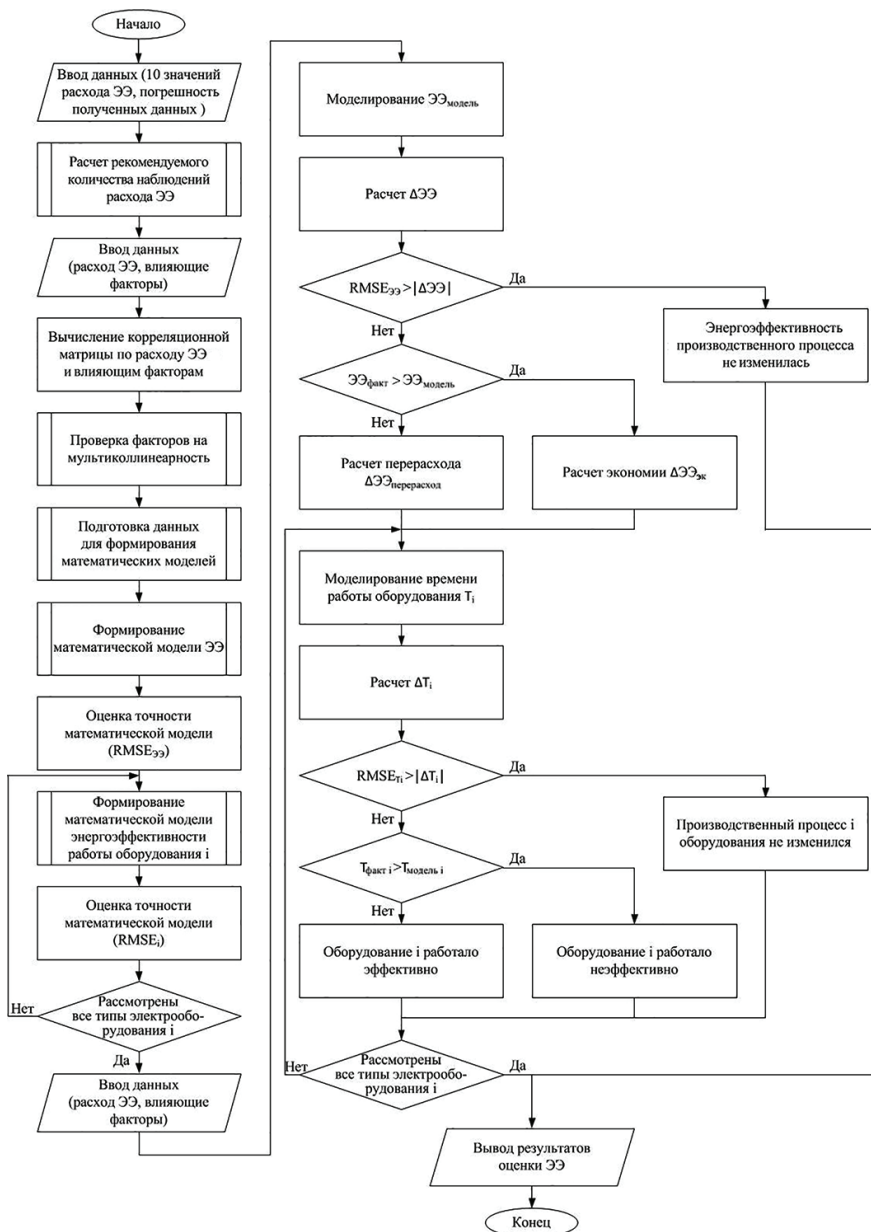 Начало
Ввод данных (10 значений
расхода ЭЭ, погрешность
полученных данных )
Расчет рекомендуемого
количества наблюдений
расхода ЭЭ
Ввод данных
(расход ЭЭ, влияющие
факторы)
Вычисление корреляционной
матрицы по расходу ЭЭ
и влияющим факторам
Проверка факторов на
мультиколлинеарность
Подготовка данных
для формирования
математических моделей
Формирование
математической модели ЭЭ
Оценка точности
математической модели
(RMSEээ)
Формирование
математической модели
энергоэффективности
работы оборудования i
Оценка точности
математической модели
(RMSEi)
Нет
Рассмотрены
все типы электрообо-
рудования i
Да
Ввод данных
(расход ЭЭ, влияющие
факторы)
Моделирование ЭЭмодель
Расчет ΔЭЭ
RMSEээ>|ΔЭЭ|
Да
Нет
Энергоэффективность
производственного процесса
не изменилась
ЭЭфакт > ЭЭмодель
Да
Нет
Расчет перерасхода
ΔЭЭперерасход
Расчет экономии ΔЭЭэк
Моделирование времени
работы оборудования Ti
Расчет ΔTi
RMSETi>|ΔTi|
Да
Нет
Производственный процесс i
оборудования не изменился
Tфакт i>Tмодель i
Да
Нет
Оборудование i работало
эффективно
Оборудование i работало
неэффективно
Нет
Рассмотрены
все типы электрообо-
рудования i
Да
Вывод результатов
оценки ЭЭ
Конец